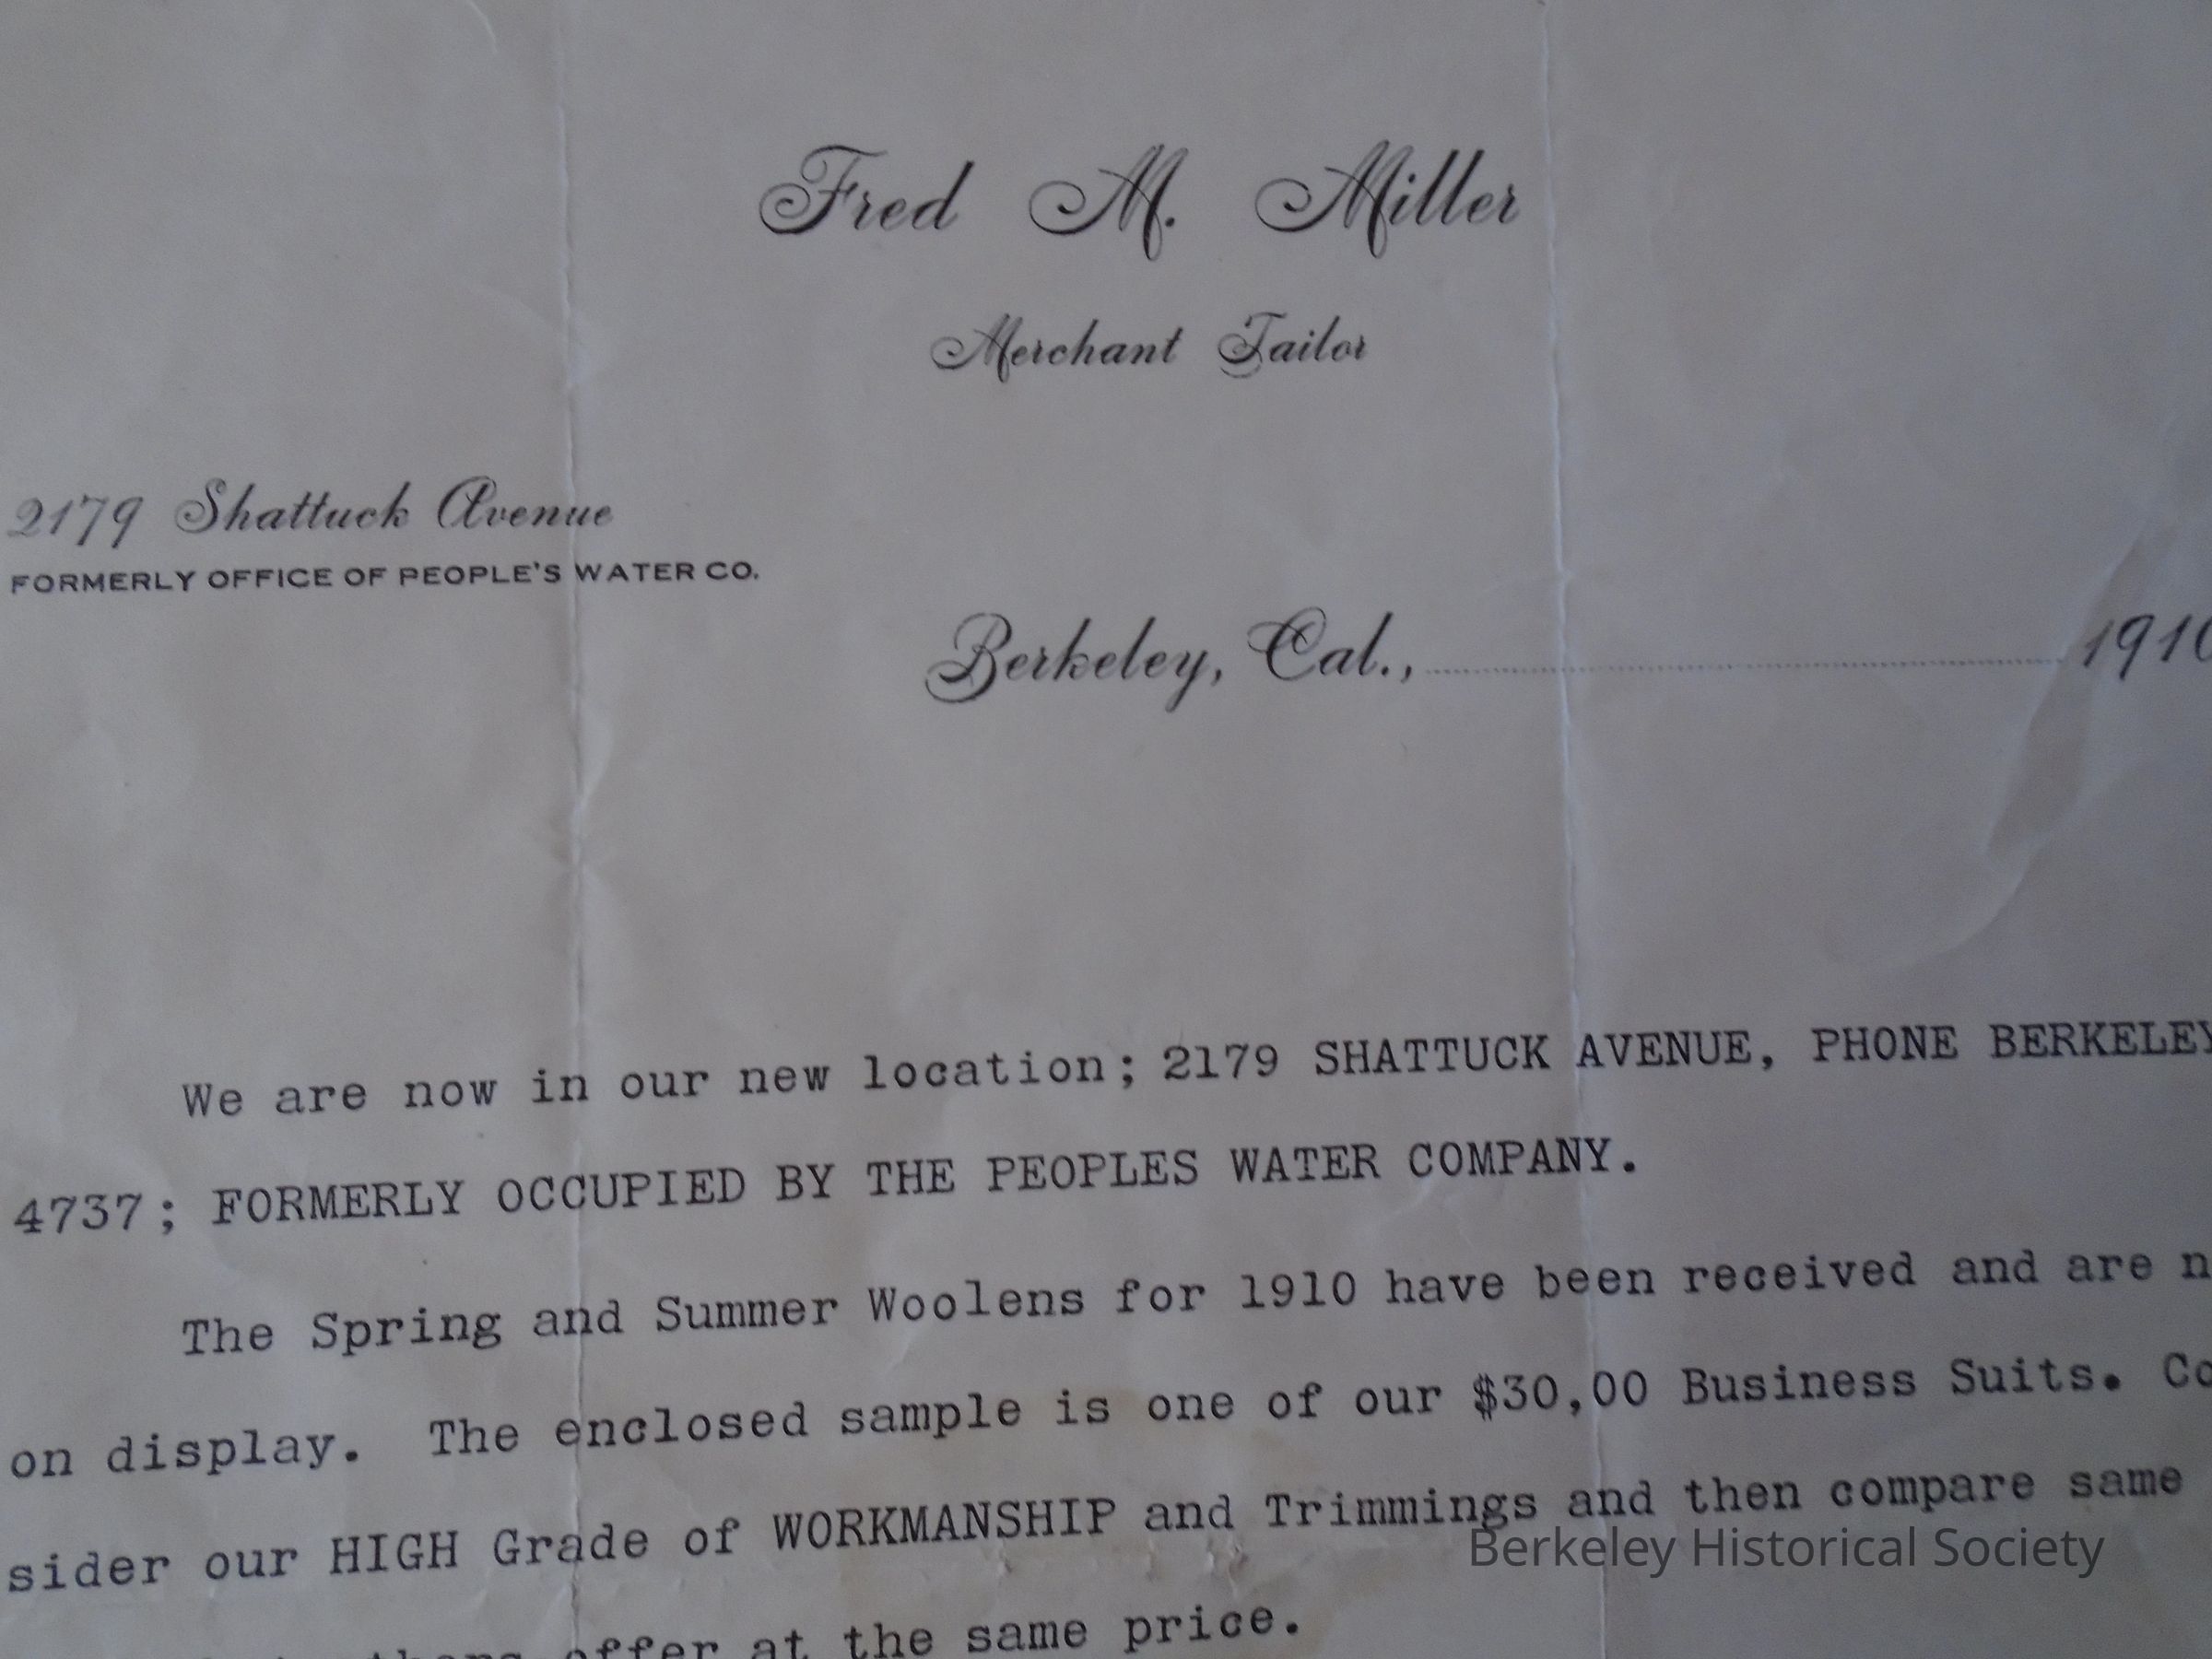 Fred M. Miller
Merchant Tailor
2179 Shattuck Avenue
FORMERLY OFFICE OF PEOPLE'S WATER CO.
Berkeley, Cal., 1910
We are now in our new location; 2179 SHATTUCK AVENUE, PHONE BERKELEY
4737; FORMERLY OCCUPIED BY THE PEOPLES WATER COMPANY.
The Spring and Summer Woolens for 1910 have been received and are n
on display. The enclosed sample is one of our $30,00 Business Suits. Co
sider our HIGH Grade of WORKMANSHIP and Trimmings and then compare same
offer at the same price.
Berkeley Historical Society